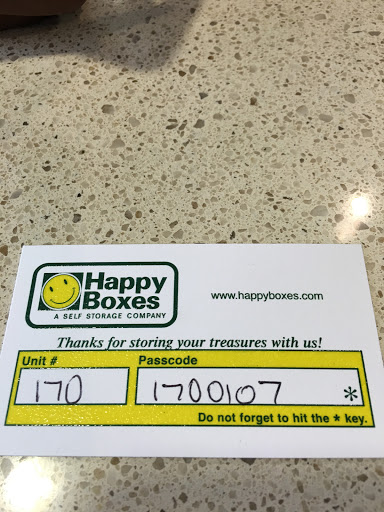 Happy
Boxes
A SELF STORAGE COMPANY
www.happyboxes.com
Thanks for storing your treasures with us!
Unit # Passcode
170 1700107 *
Do not forget to hit the * key.